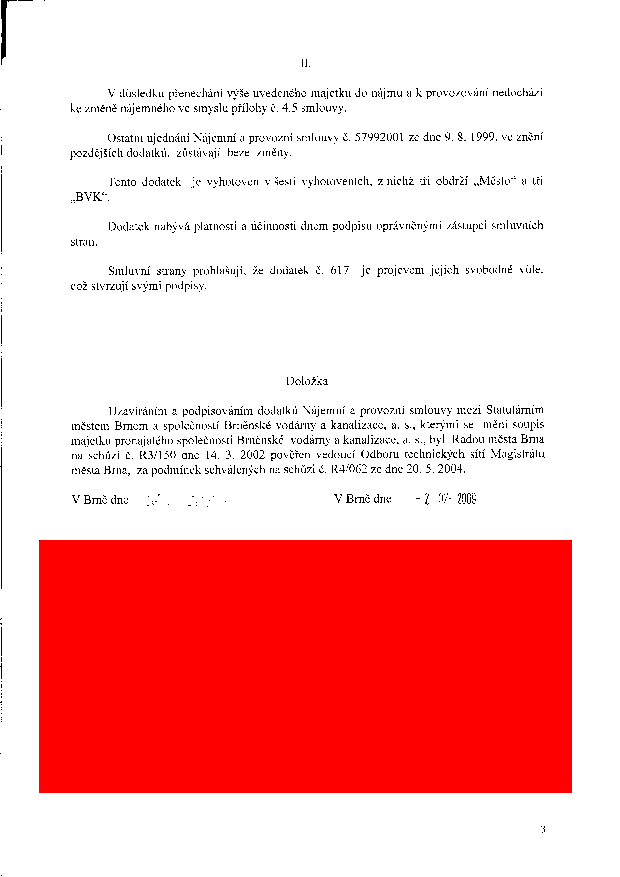 II.
V důsledku přenechání výše uvedeného majetku do nájmu a k provozování nedochází
ke změně nájemného ve smyslu přílohy č. 4.5 smlouvy.
Ostatní ujednání Nájemní a provozní smlouvy č. 57992001 ze dne 9. 8. 1999, ve znění
pozdějších dodatků, zůstávají beze změny.
Tento dodatek je vyhotoven v šesti vyhotoveních, z nichž tři obdrží „Město“ a tři
„BVK“.
Dodatek nabývá platnosti a účinnosti dnem podpisu oprávněnými zástupci smluvních
stran.
Smluvní strany prohlašují, že dodatek č. 617 je projevem jejich svobodné vůle,
což stvrzují svými podpisy.
Doložka
Uzavíráním a podpisováním dodatků Nájemní a provozní smlouvy mezi Statutárním
městem Brnem a společností Brněnské vodárny a kanalizace, a. s., kterými se mění soupis
majetku pronajatého společnosti Brněnské vodárny a kanalizace, a. s., byl Radou města Brna
na schůzi č. R3/150 dne 14. 3. 2002 pověřen vedoucí Odboru technických sítí Magistrátu
města Brna, za podmínek schválených na schůzi č. R4/062 ze dne 20. 5. 2004.
V Brně dne V Brně dne
3